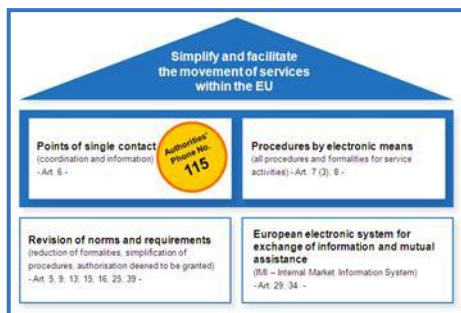 Simplify and facilitate
the movement of services
within the EU
Points of single contact
(coordination and information)
- Art. 6 -
Authorities'
Phone No.
115
Procedures by electronic means
(all procedures and formalities for service
activities) - Art. 7 (3), 8 -
Revision of norms and requirements
(reduction of formalities, simplification of
procedures, authorisation deened to be granted)
- Art. 5, 9, 13, 15, 16, 25, 39 -
European electronic system for
exchange of information and mutual
assistance
(IMI – Internal Market Information System)
- Art. 29, 34 -